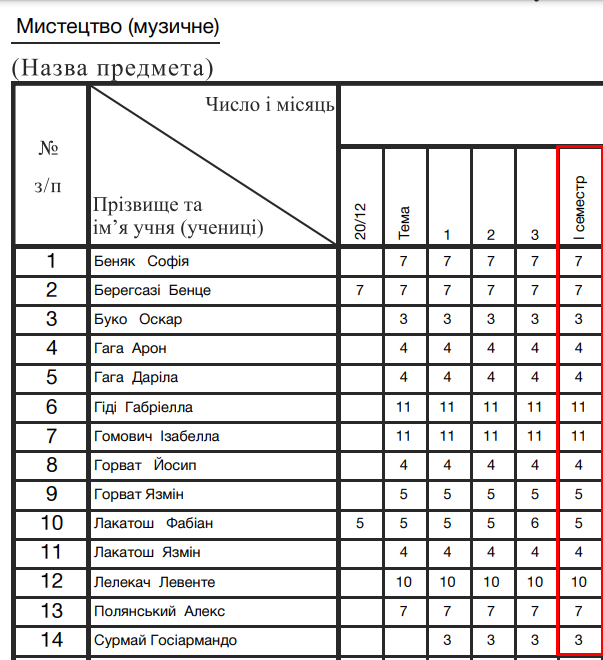 Мистецтво (музичне)
(Назва предмета)
Число і місяць
№
з/п
Прізвище та
ім’я учня (учениці)
20/12
Тема
1
2
3
I семестр
1 Беняк Софія 7 7 7 7 7
2 Берегсазі Бенце 7 7 7 7 7 7
3 Буко Оскар 3 3 3 3 3
4 Гага Арон 4 4 4 4 4
5 Гага Даріла 4 4 4 4 4
6 Гіді Габріелла 11 11 11 11 11
7 Гомович Ізабелла 11 11 11 11 11
8 Горват Йосип 4 4 4 4 4
9 Горват Язмін 5 5 5 5 5
10 Лакатош Фабіан 5 5 5 5 6 5
11 Лакатош Язмін 4 4 4 4 4
12 Лелекач Левенте 10 10 10 10 10
13 Полянський Алекс 7 7 7 7 7
14 Сурмай Госіармандо 3 3 3 3